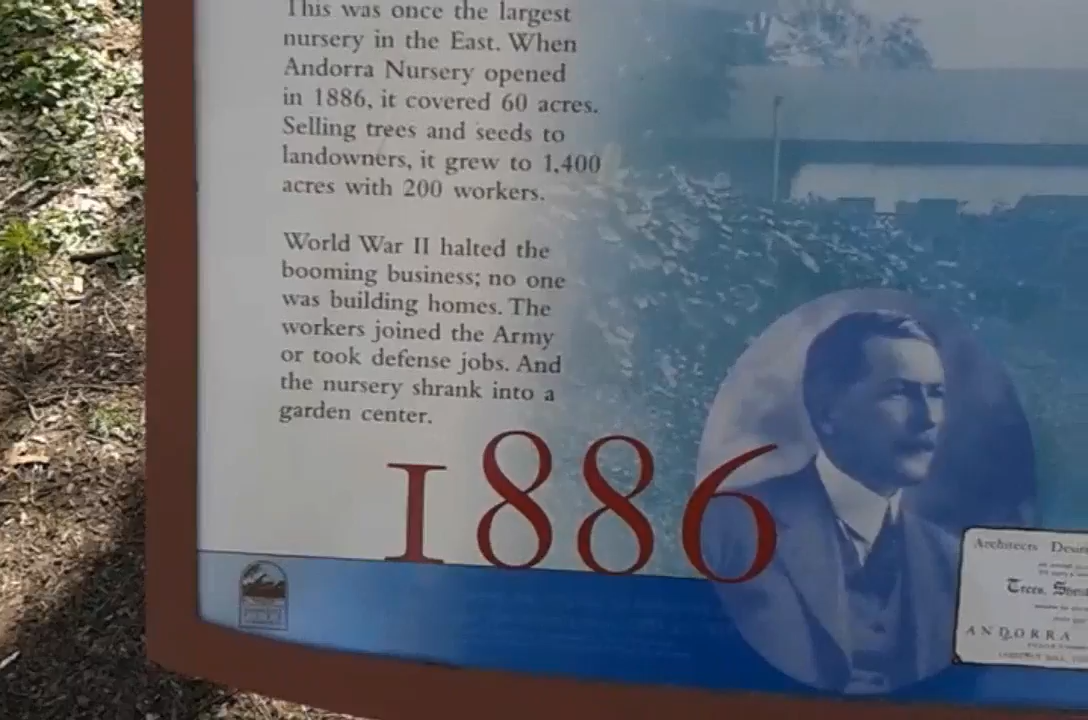 This was once the largest
nursery in the East. When
Andorra Nursery opened
in 1886, it covered 60 acres.
Selling trees and seeds to
landowners, it grew to 1,400
acres with 200 workers.
World War II halted the
booming business; no one
was building homes. The
workers joined the Army
or took defense jobs. And
the nursery shrank into a
garden center.
1886
Architects
Trees,
ANDORRA